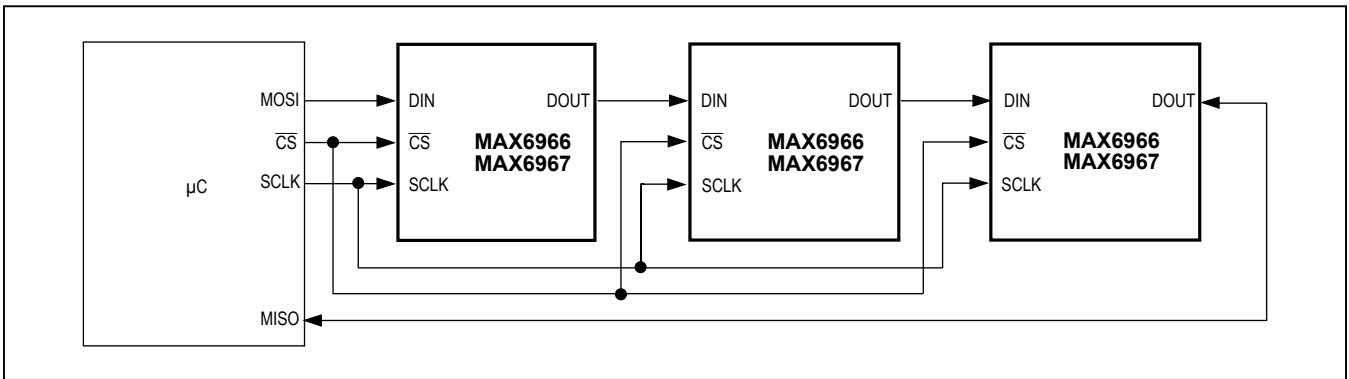 µC
MOSI
CS
SCLK
MISO
DIN
DOUT
CS
MAX6966
MAX6967
SCLK
DIN
DOUT
CS
MAX6966
MAX6967
SCLK
DIN
DOUT
CS
MAX6966
MAX6967
SCLK